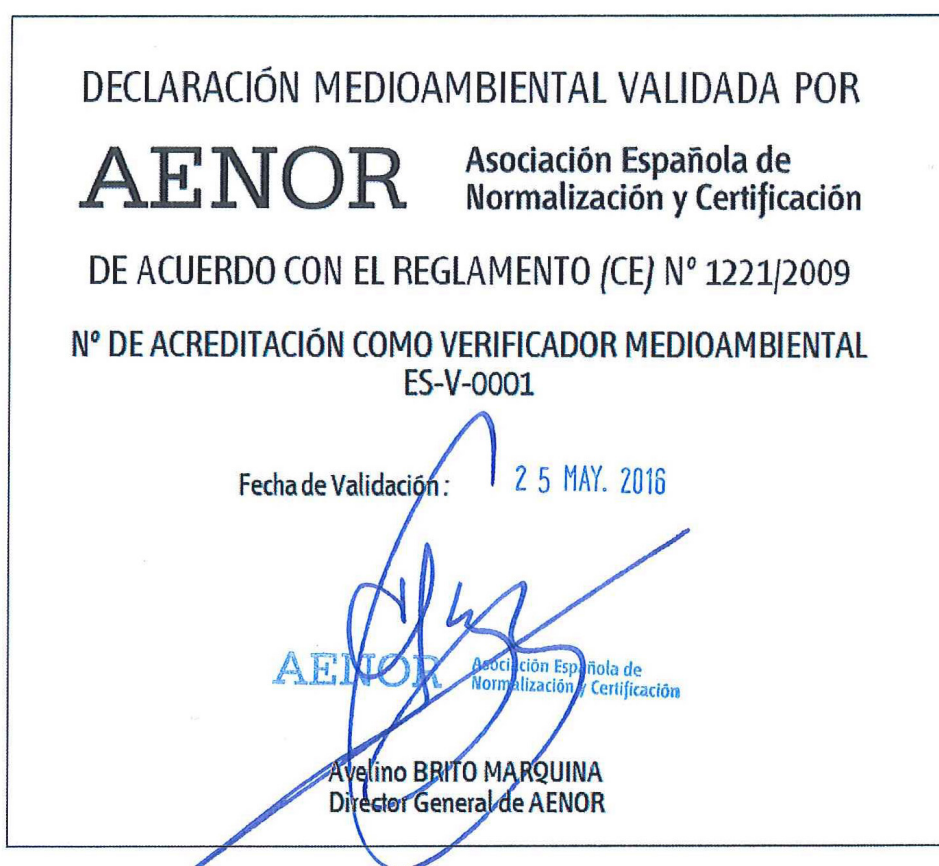 DECLARACIÓN MEDIOAMBIENTAL VALIDADA POR
AENOR
Asociación Española de
Normalización y Certificación
DE ACUERDO CON EL REGLAMENTO (CE) Nº 1221/2009
Nº DE ACREDITACIÓN COMO VERIFICADOR MEDIOAMBIENTAL
ES-V-0001
Fecha de Validación : 2 5 MAY. 2016
AENOR
Asociación Española de
Normalización y Certificación
Avelino BRITO MARQUINA
Director General de AENOR